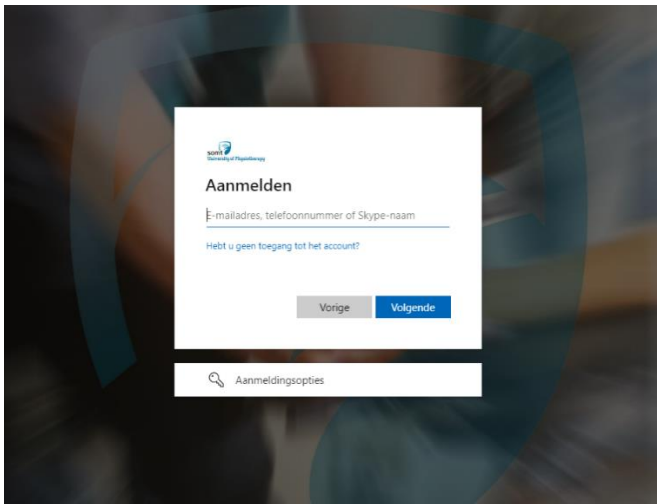 somt
University of Physiotherapy
Aanmelden
E-mailadres, telefoonnummer of Skype-naam
Hebt u geen toegang tot het account?
Vorige
Volgende
Aanmeldingsopties